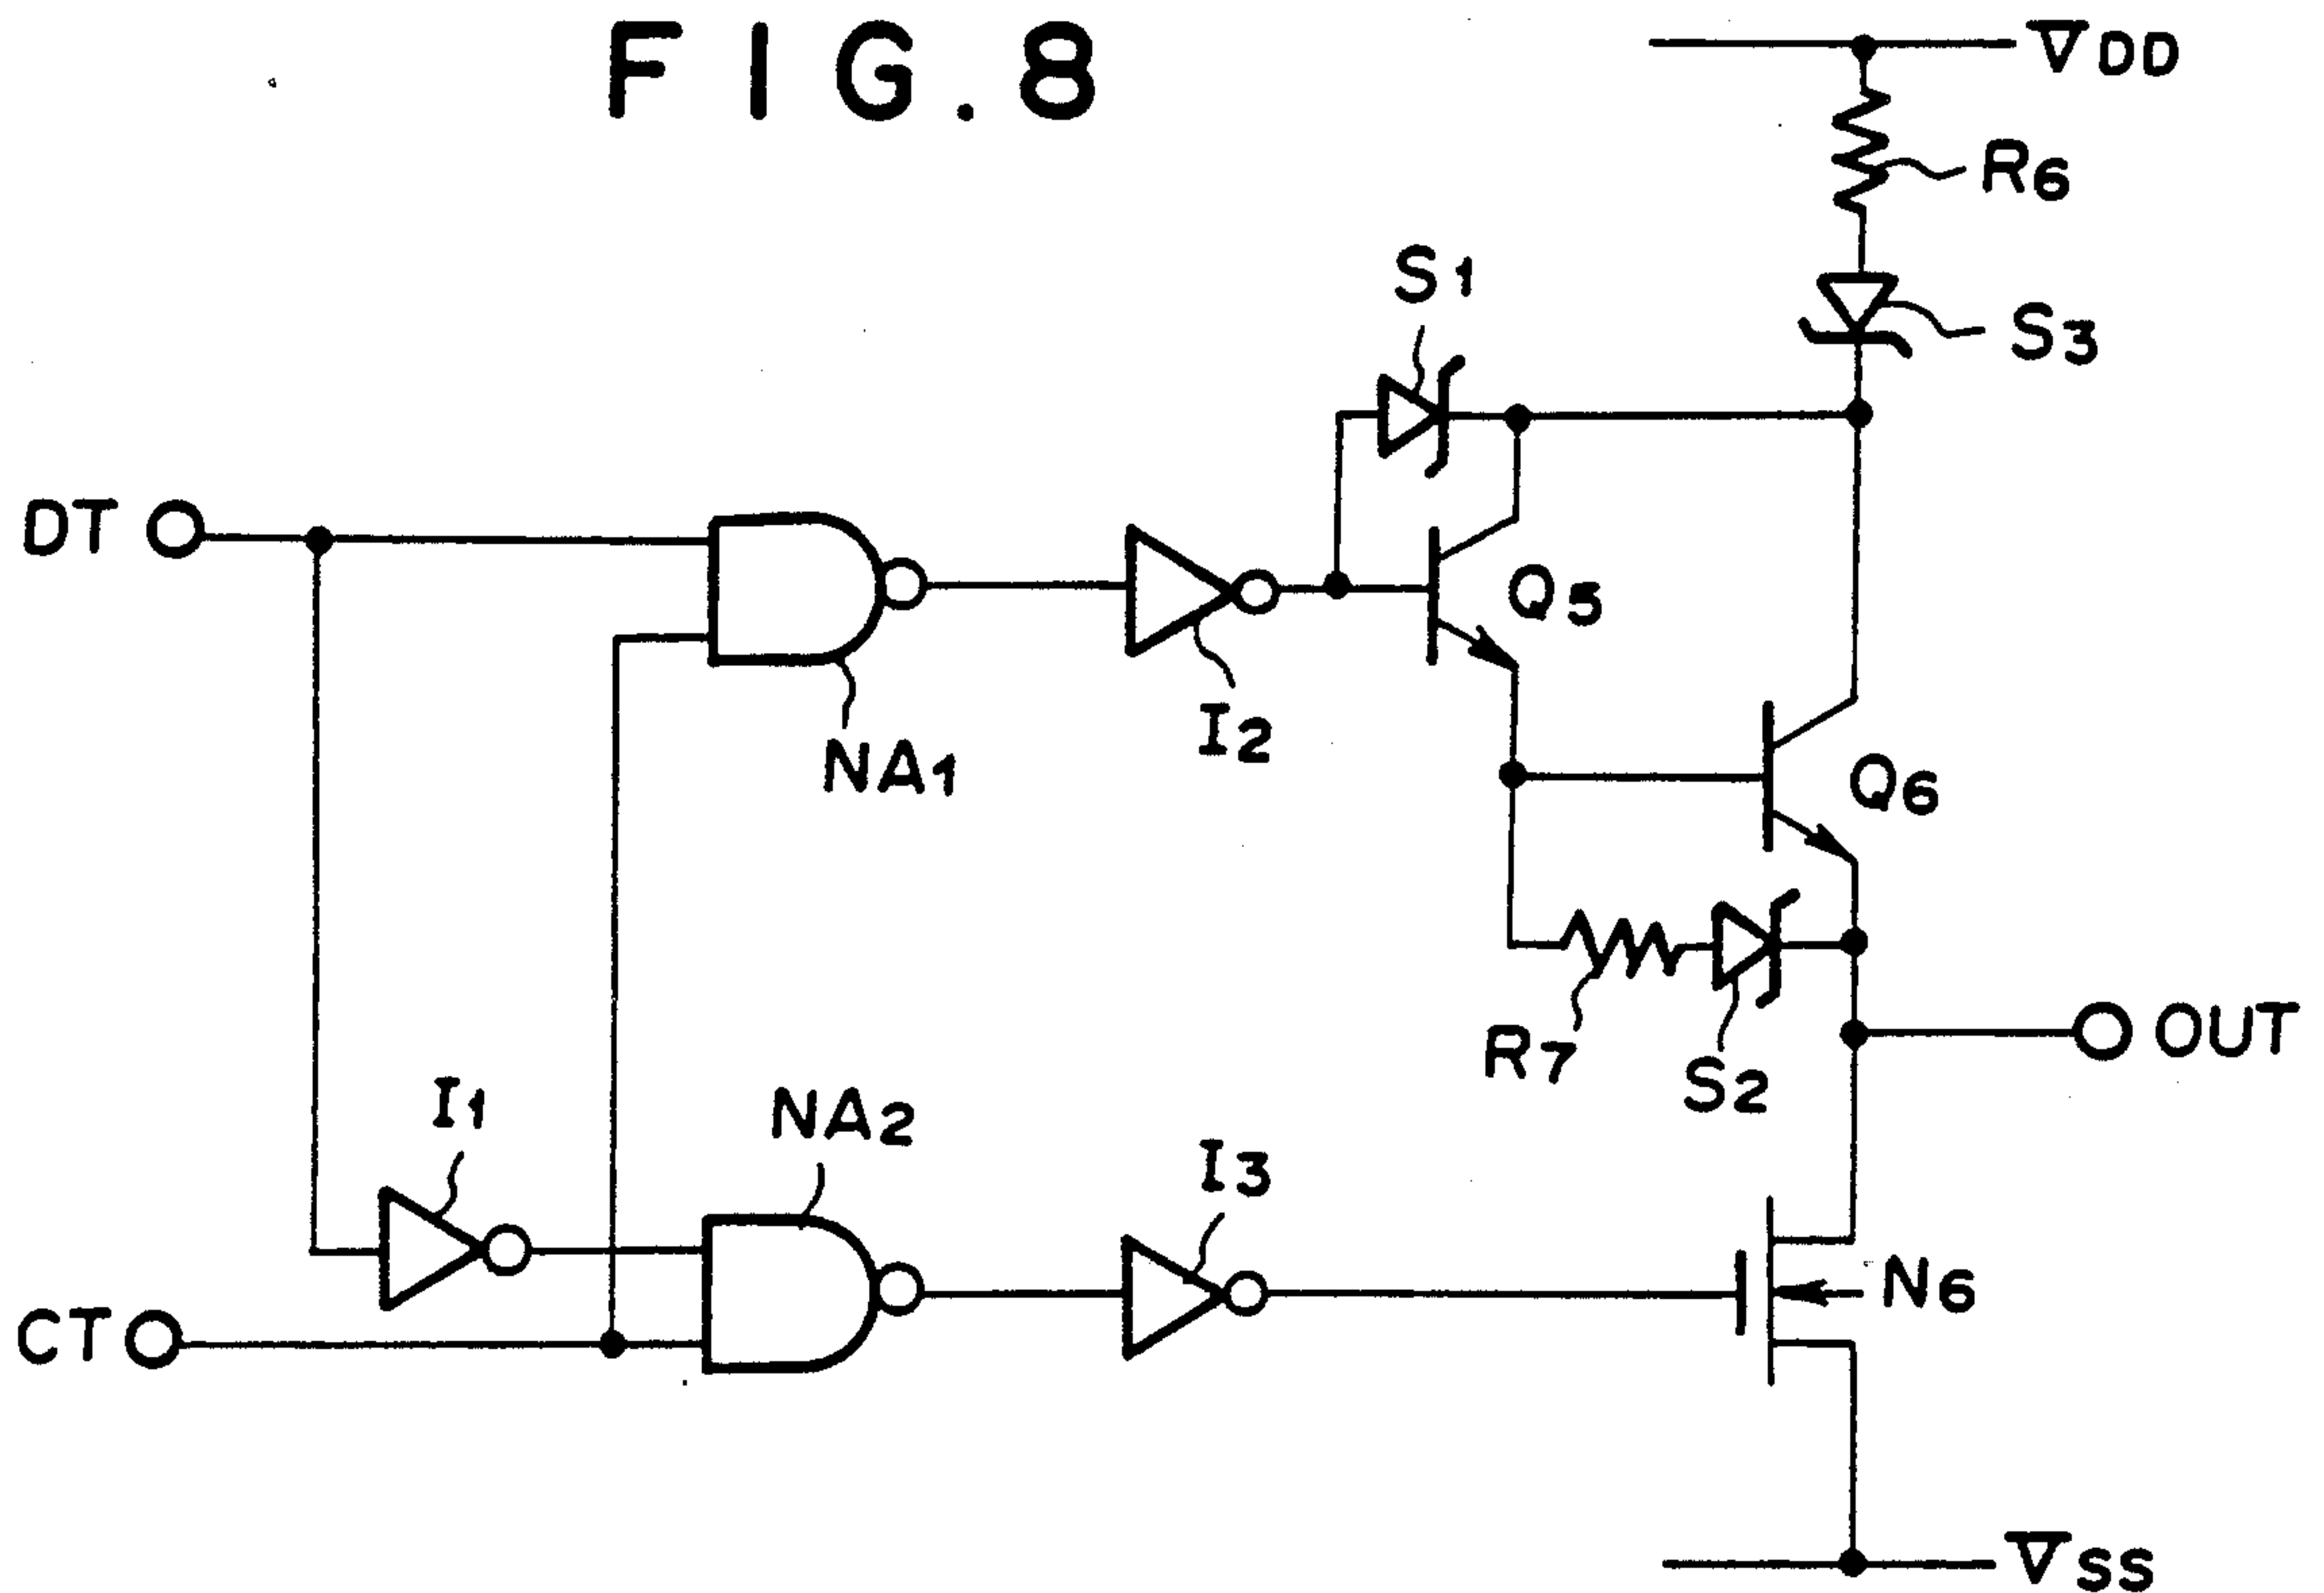 FIG.8
VDD
R6
S1
S3
DT
Q5
I2
NA1
Q6
R7
S2
OUT
I1
NA2
I3
N6
CT
VSS